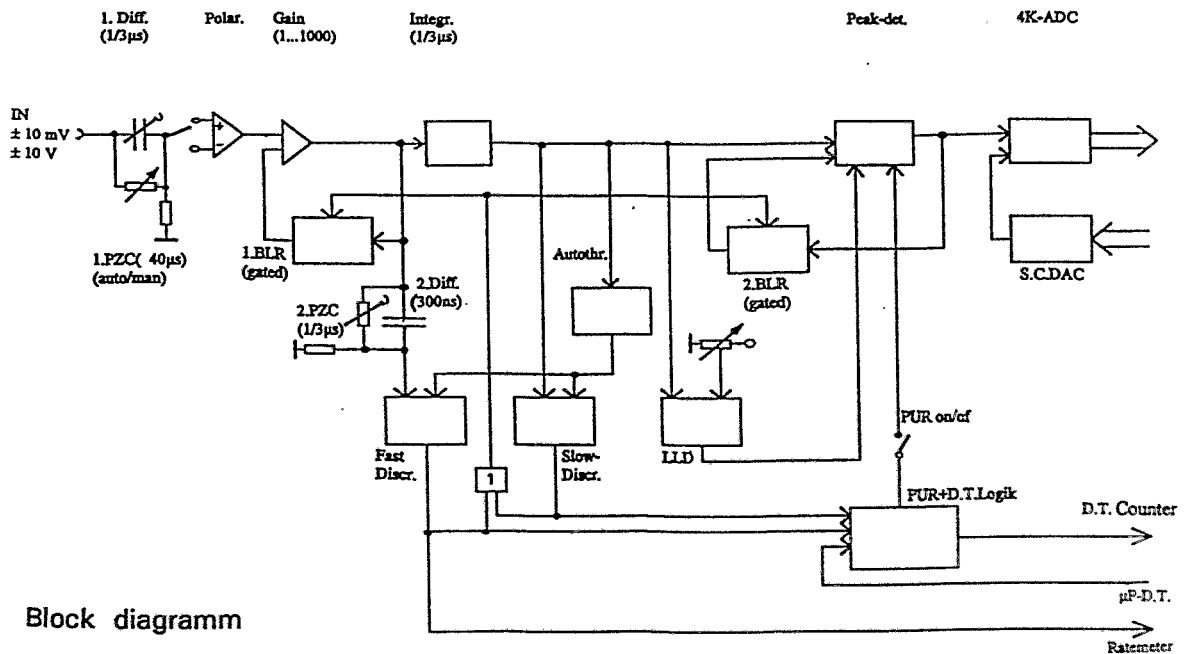 1. Diff.
(1/3µs)
Polar.
Gain
(1...1000)
Integr.
(1/3µs)
Peak-det.
4K-ADC
IN
± 10 mV
± 10 V
+
-
1.PZC( 40µs)
(auto/man)
1.BLR
(gated)
Autothr.
2.BLR
(gated)
S.C.DAC
2.Diff.
(300ns)
2.PZC
(1/3µs)
PUR on/of
Fast
Discr.
Slow-
Discr.
LLD
1
PUR+D.T.Logik
D.T. Counter
µP-D.T.
Block diagramm
Ratemeter